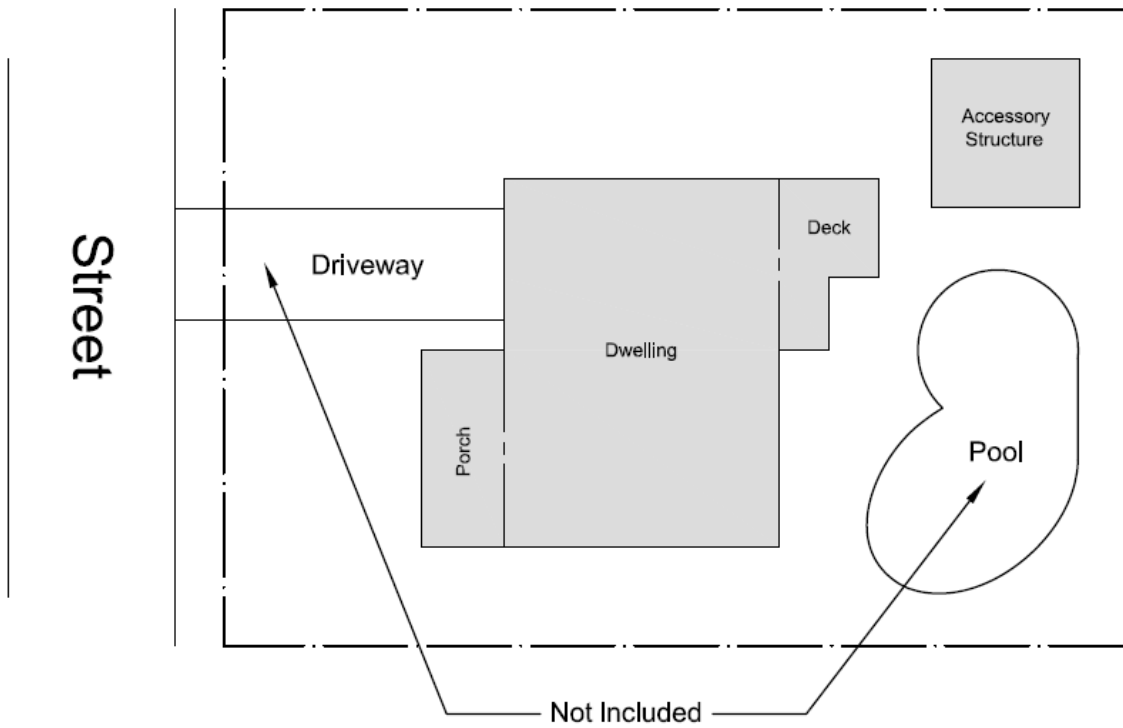 Street
Driveway
Porch
Dwelling
Deck
Accessory
Structure
Pool
Not Included